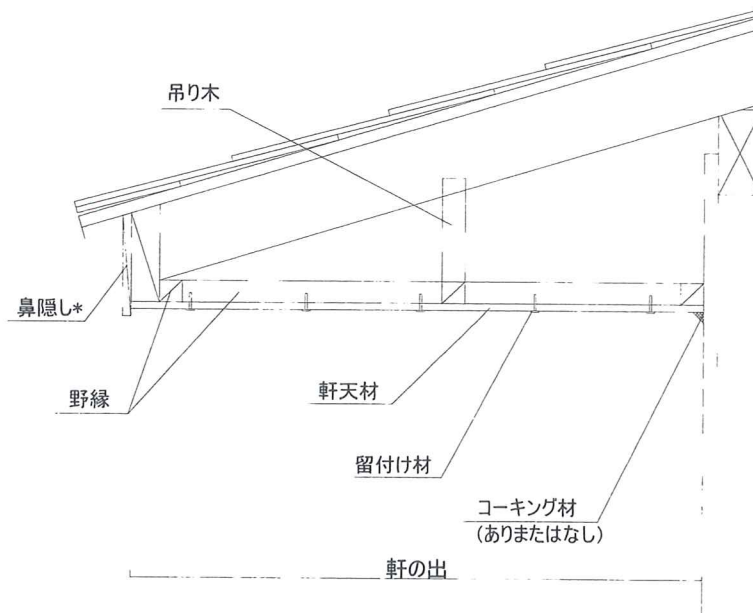 吊り木
鼻隠し*
野縁
軒天材
留付け材
コーキング材
(ありまたはなし)
軒の出